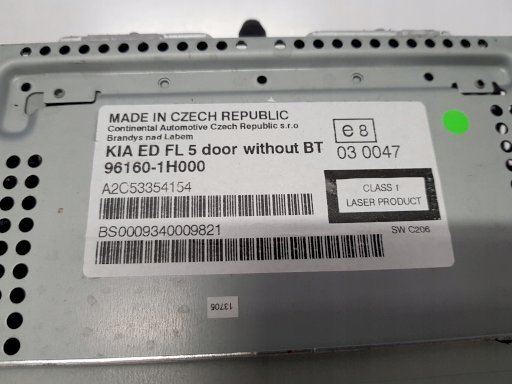 MADE IN CZECH REPUBLIC
Continental Automotive Czech Republic s.r.o
Brandys nad Labem
KIA ED FL 5 door without BT
96160-1H000
e8
03 0047
A2C53354154
CLASS 1
LASER PRODUCT
BS0009340009821
SW C206
13705